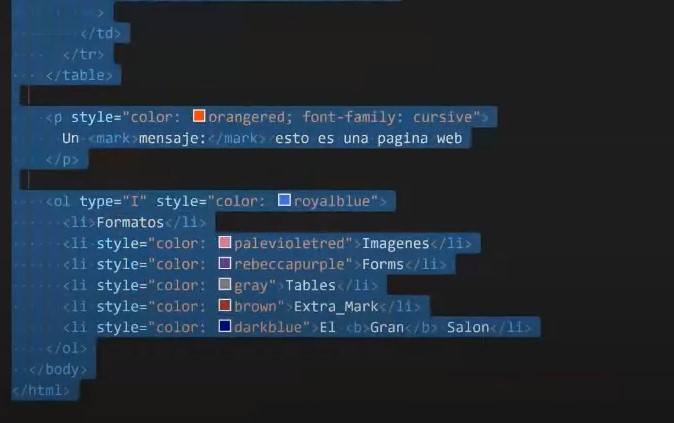 >
</td>
</tr>
</table>
<p style="color: orangered; font-family: cursive">
Un <mark>mensaje:</mark> esto es una pagina web
</p>
<ol type="I" style="color: royalblue">
<li>Formatos</li>
<li style="color: palevioletred">Imagenes</li>
<li style="color: rebeccapurple">Forms</li>
<li style="color: gray">Tables</li>
<li style="color: brown">Extra_Mark</li>
<li style="color: darkblue">El <b>Gran</b> Salon</li>
</ol>
</body>
</html>